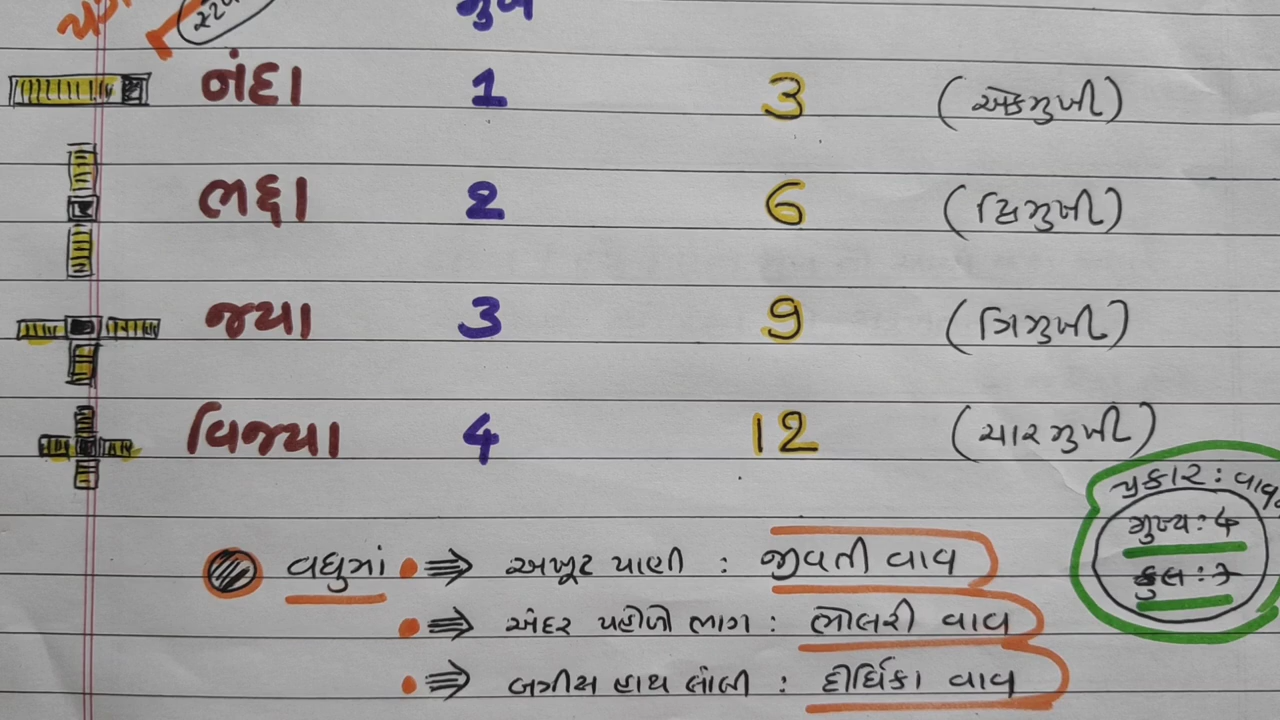 મુખ
નંદા 1 3 (એકમુખી)
ભદ્રા 2 6 (દ્વિમુખી)
જયા 3 9 (ત્રિમુખી)
વિજ્યા 4 12 (ચારમુખી)
પ્રકાર : વાવ
મુખ્ય : 4
કુલ : 7
વધુમાં • ⇒ અખૂટ પાણી : જીવતી વાવ
• ⇒ અંદર પહોળો ભાગ : ભોલરી વાવ
• ⇒ બત્રીસ હાથ લાંબી : દીર્ઘિકા વાવ